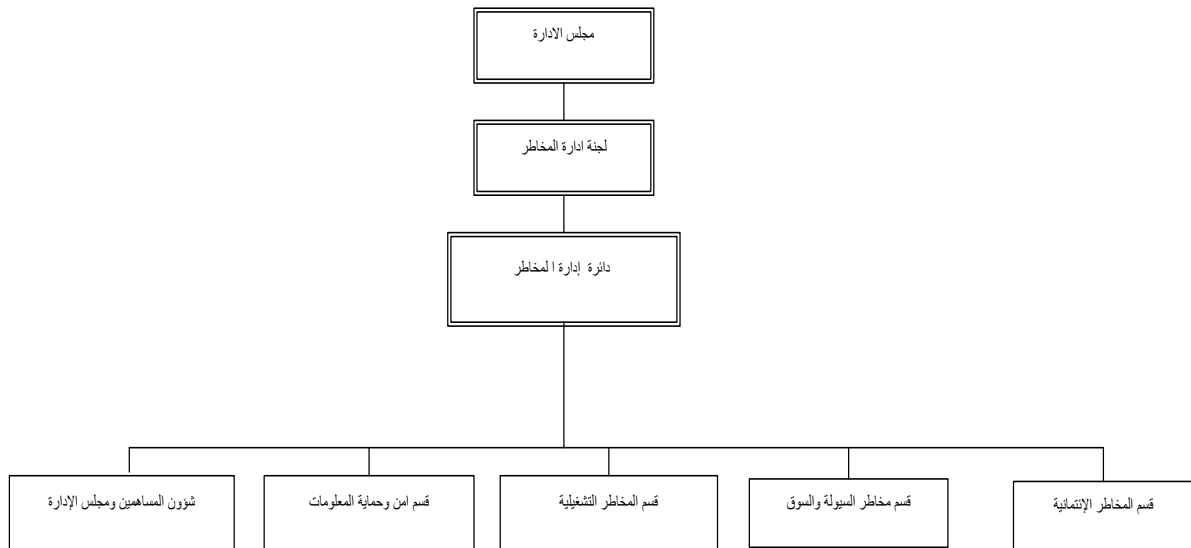 مجلس الادارة
لجنة ادارة المخاطر
دائرة إدارة ا لمخاطر
قسم المخاطر الإئتمانية
قسم مخاطر السيولة والسوق
قسم المخاطر التشغيلية
قسم امن وحماية المعلومات
شؤون المساهمين ومجلس الإدارة